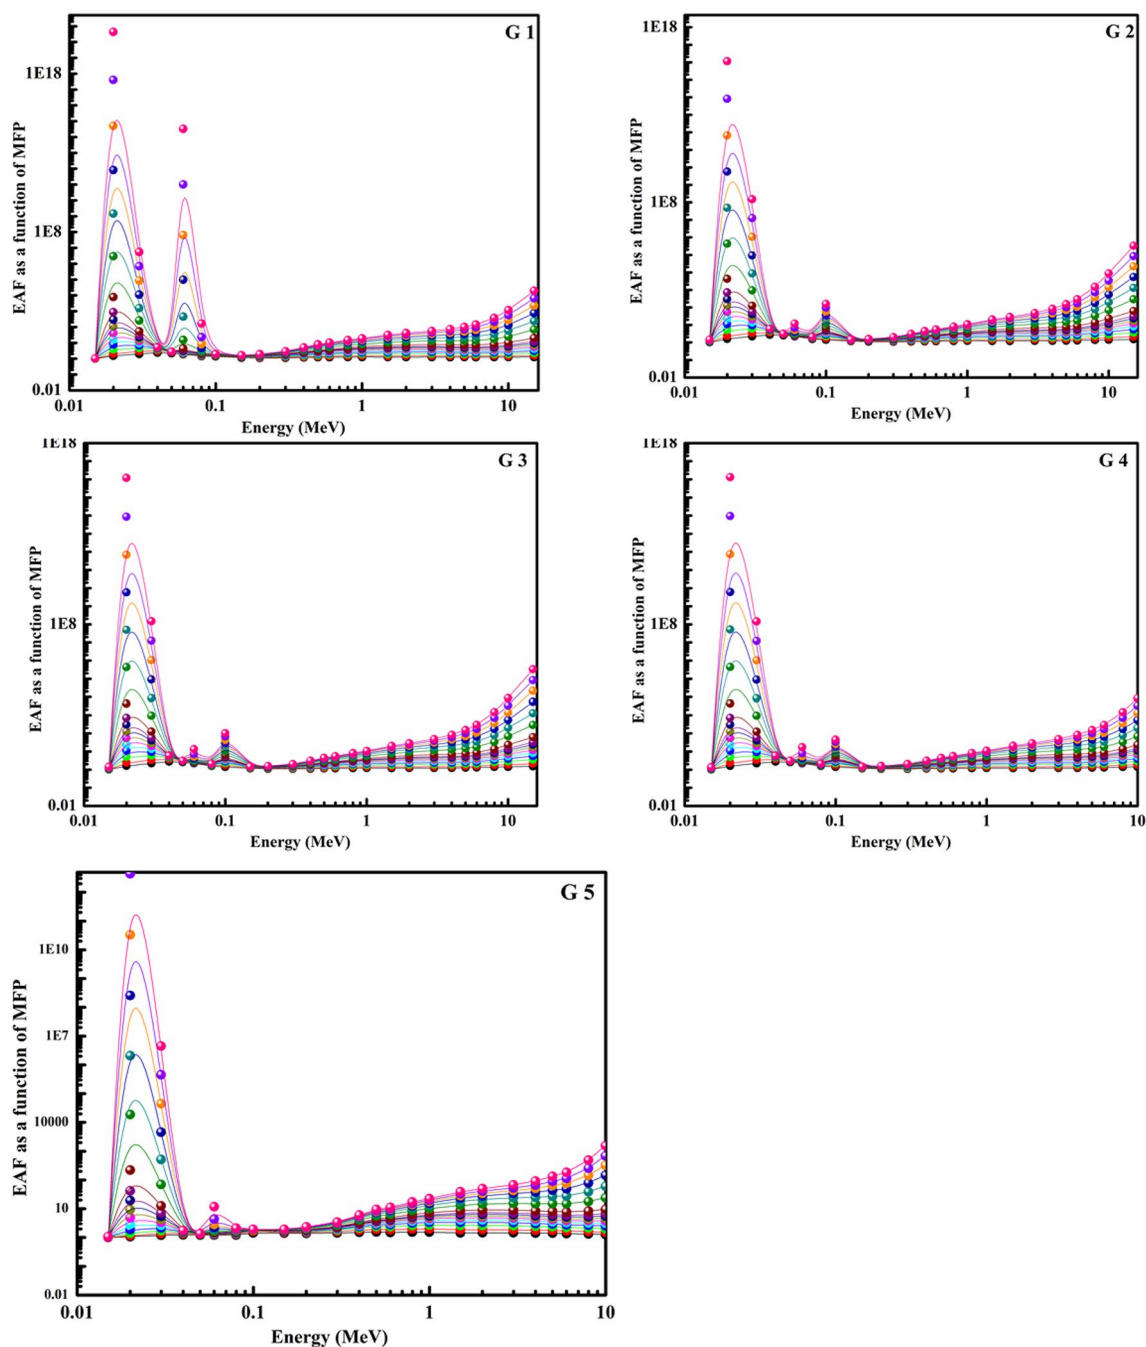 G 1
1E18
1E8
0.01
EAF as a function of MFP
0.01
0.1
1
10
Energy (MeV)
G 2
1E18
1E8
0.01
EAF as a function of MFP
0.01
0.1
1
10
Energy (MeV)
G 3
1E18
1E8
0.01
EAF as a function of MFP
0.01
0.1
1
10
Energy (MeV)
G 4
1E18
1E8
0.01
EAF as a function of MFP
0.01
0.1
1
10
Energy (MeV)
G 5
1E10
1E7
10000
10
0.01
EAF as a function of MFP
0.01
0.1
1
10
Energy (MeV)